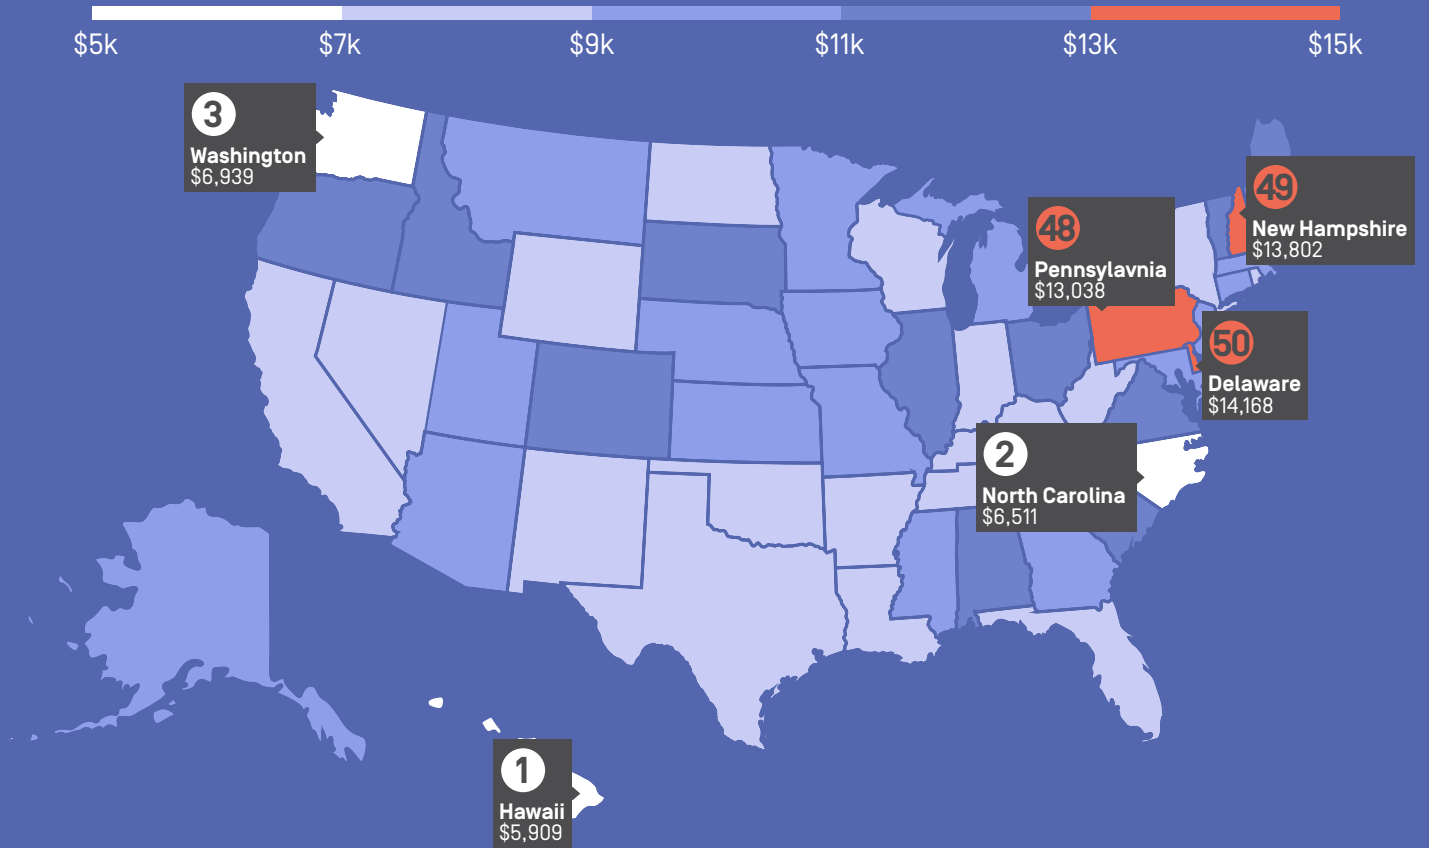 $5k
$7k
$9k
$11k
$13k
$15k
3
Washington
$6,939
49
New Hampshire
$13,802
48
Pennsylavnia
$13,038
50
Delaware
$14,168
2
North Carolina
$6,511
1
Hawaii
$5,909